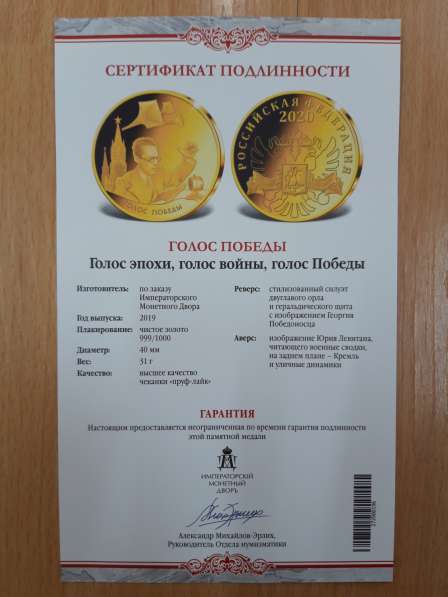 СЕРТИФИКАТ ПОДЛИННОСТИ
ГОЛОС ПОБЕДЫ
РОССИЙСКАЯ ФЕДЕРАЦИЯ
2020
ГОЛОС ПОБЕДЫ
Голос эпохи, голос войны, голос Победы
Изготовитель: по заказу
Императорского
Монетного Двора
Год выпуска: 2019
Плакирование: чистое золото
999/1000
Диаметр: 40 мм
Вес: 31 г
Качество: высшее качество
чеканки «пруф-лайк»
Реверс: стилизованный силуэт
двуглавого орла
и геральдического щита
с изображением Георгия
Победоносца
Аверс: изображение Юрия Левитана,
читающего военные сводки,
на заднем плане – Кремль
и уличные динамики
ГАРАНТИЯ
Настоящим предоставляется неограниченная по времени гарантия подлинности
этой памятной медали
ИМПЕРАТОРСКІЙ
МОНЕТНЫЙ
ДВОРЪ
Александр Михайлов-Эрлих,
Руководитель Отдела нумизматики